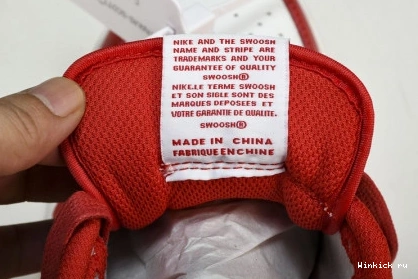 NIKE AND THE SWOOSH
NAME AND STRIPE ARE
TRADEMARKS AND YOUR
GUARANTEE OF QUALITY
SWOOSH®
NIKE.LE TERME SWOOSH
ET SON SIGLE SONT DES
MARQUES DEPOSEES ET
VOTRE GARANTIE DE QUALITE.
SWOOSH®
MADE IN CHINA
FABRIQUE EN CHINE
Winkick.ru